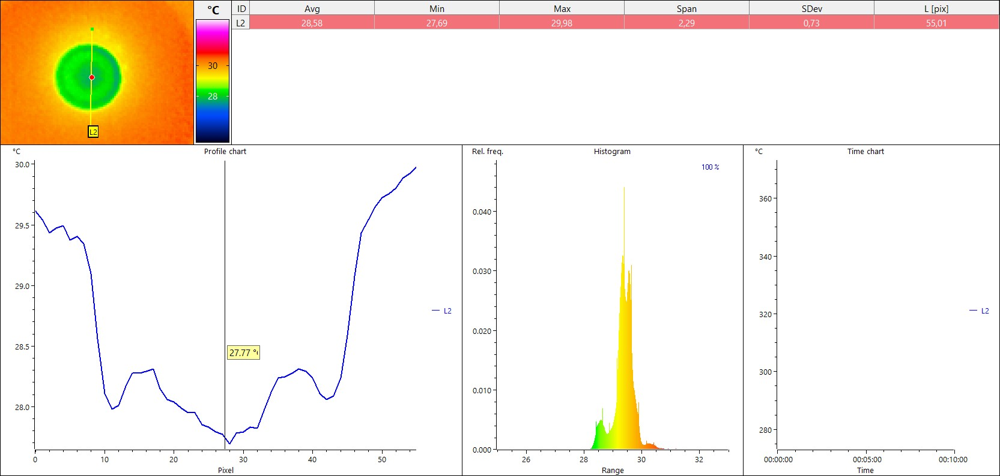 °C
30
28
L2
ID Avg Min Max Span SDev L [pix]
L2 28,58 27,69 29,98 2,29 0,73 55,01
°C Profile chart
30.0
29.5
29.0
28.5
28.0
27.77 °
L2
0 10 20 30 40 50
Pixel
Rel. freq. Histogram
100 %
0.040
0.030
0.020
0.010
0.000
26 28 30 32
Range
°C Time chart
360
340
320
300
280
L2
00:00:00 00:05:00 00:10:00
Time